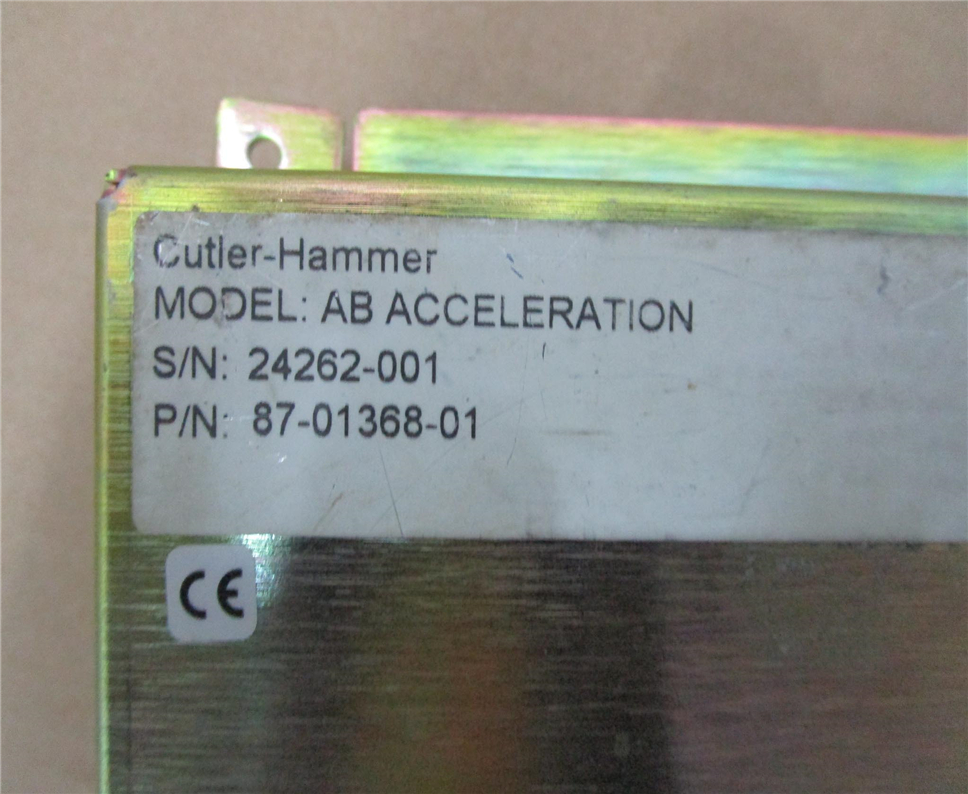 Cutler-Hammer
MODEL: AB ACCELERATION
S/N: 24262-001
P/N: 87-01368-01
CE